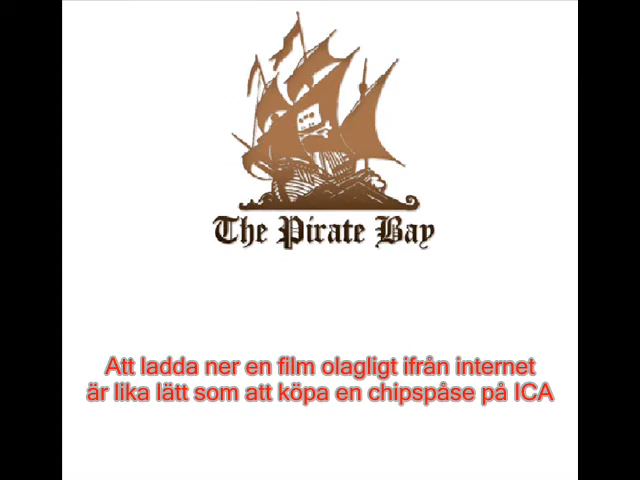 The Pirate Bay
Att ladda ner en film olagligt ifrån internet
är lika lätt som att köpa en chipspåse på ICA